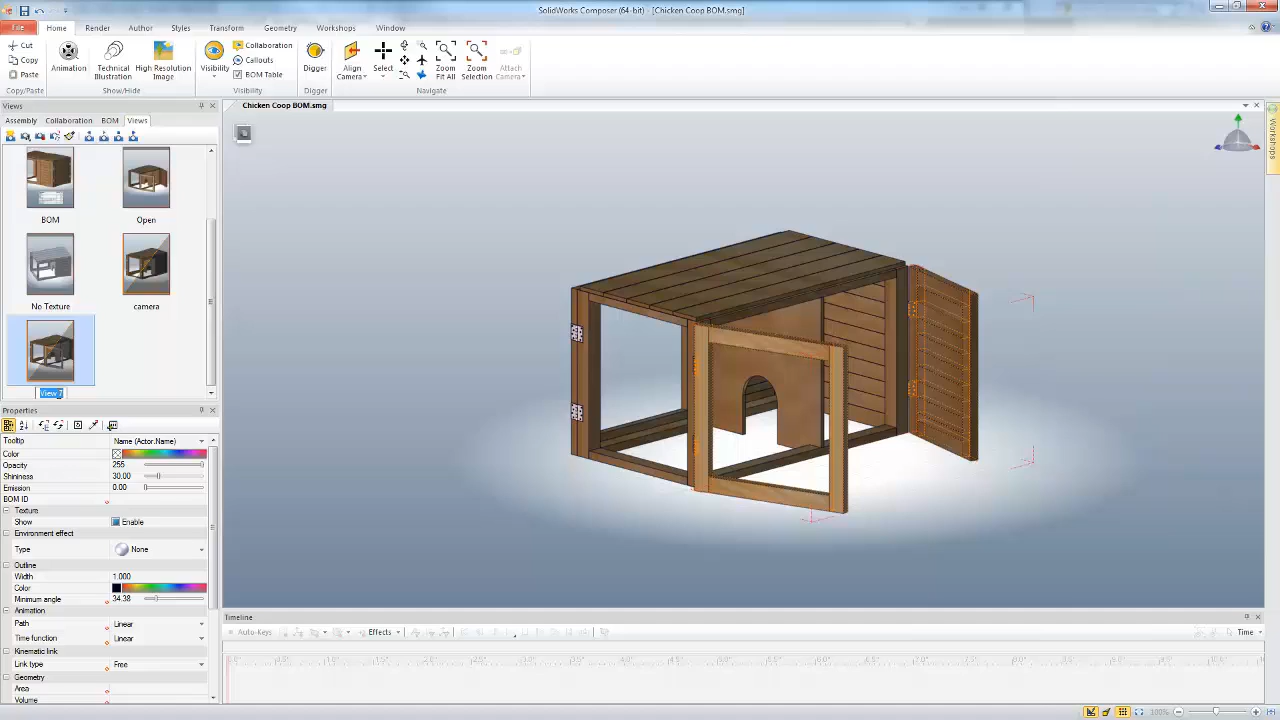 SolidWorks Composer (64-bit) - [Chicken Coop BOM.smg]
File Home Render Author Styles Transform Geometry Workshops Window
Cut
Copy
Paste
Copy/Paste
Animation
Technical
Illustration
High Resolution
Image
Show/Hide
Visibility
Collaboration
Callouts
BOM Table
Visibility
Digger
Digger
Align
Camera
Select
Zoom
Fit All
Zoom
Selection
Attach
Camera
Navigate
Views
Chicken Coop BOM.smg
Assembly Collaboration BOM Views
Workshops
BOM Open
No Texture camera
View 7
Properties
Tooltip Name (Actor.Name)
Color
Opacity 255
Shininess 30.00
Emission 0.00
BOM ID
Texture
Show Enable
Environment effect
Type None
Outline
Width 1.000
Color
Minimum angle 34.38
Animation
Path Linear
Time function Linear
Kinematic link
Link type Free
Geometry
Area
Volume
Timeline
Auto-Keys Effects Time
100%